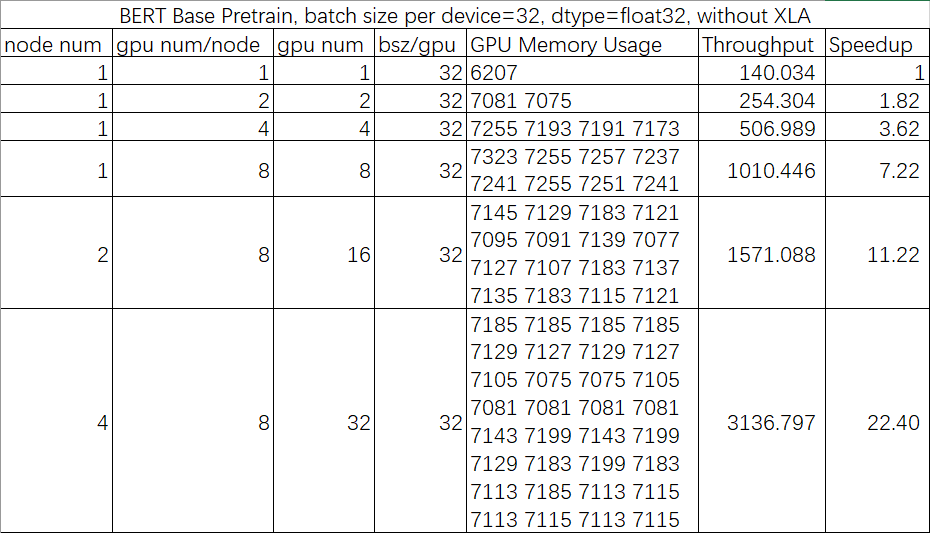 BERT Base Pretrain, batch size per device=32, dtype=float32, without XLA
node num gpu num/node gpu num bsz/gpu GPU Memory Usage Throughput Speedup
1 1 1 32 6207 140.034 1
1 2 2 32 7081 7075 254.304 1.82
1 4 4 32 7255 7193 7191 7173 506.989 3.62
1 8 8 32 7323 7255 7257 7237 1010.446 7.22
7241 7255 7251 7241
2 8 16 32 7145 7129 7183 7121 1571.088 11.22
7095 7091 7139 7077
7127 7107 7183 7137
7135 7183 7115 7121
4 8 32 32 7185 7185 7185 7185 3136.797 22.40
7129 7127 7129 7127
7105 7075 7075 7105
7081 7081 7081 7081
7143 7199 7143 7199
7129 7183 7199 7183
7113 7185 7113 7115
7113 7115 7113 7115